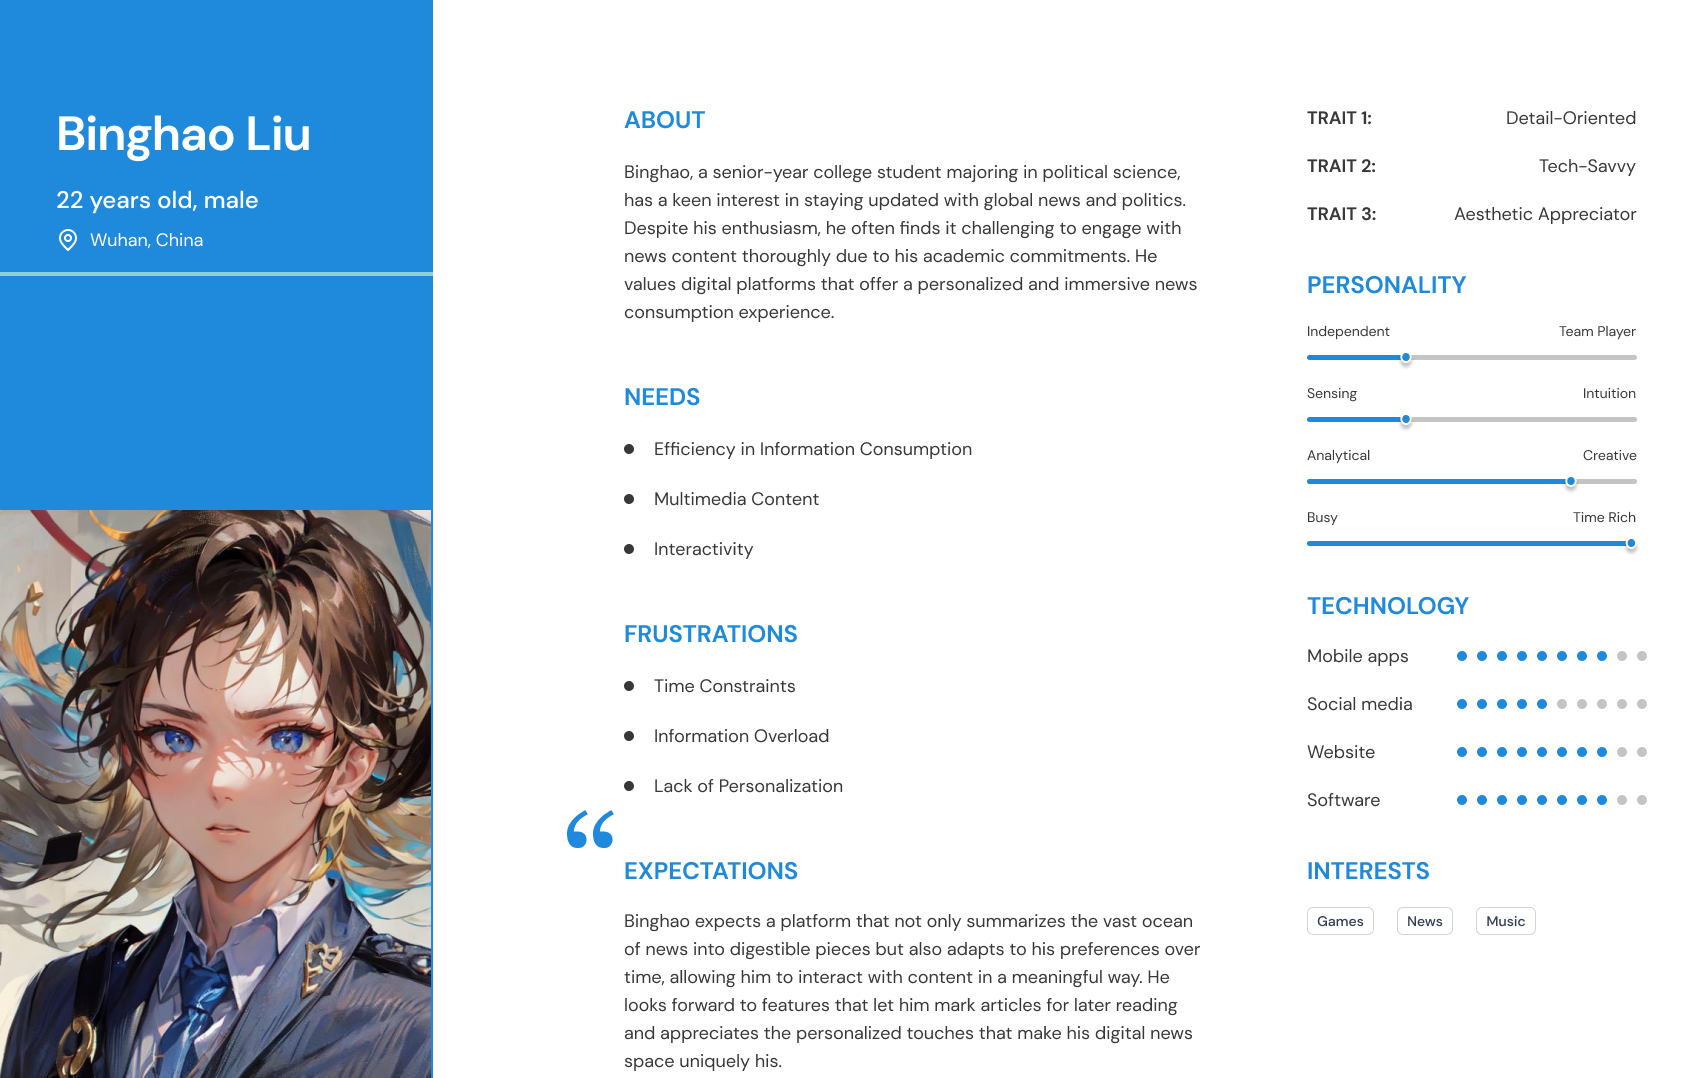 Binghao Liu
22 years old, male
Wuhan, China
ABOUT
Binghao, a senior-year college student majoring in political science,
has a keen interest in staying updated with global news and politics.
Despite his enthusiasm, he often finds it challenging to engage with
news content thoroughly due to his academic commitments. He
values digital platforms that offer a personalized and immersive news
consumption experience.
NEEDS
Efficiency in Information Consumption
Multimedia Content
Interactivity
FRUSTRATIONS
Time Constraints
Information Overload
Lack of Personalization
“
EXPECTATIONS
Binghao expects a platform that not only summarizes the vast ocean
of news into digestible pieces but also adapts to his preferences over
time, allowing him to interact with content in a meaningful way. He
looks forward to features that let him mark articles for later reading
and appreciates the personalized touches that make his digital news
space uniquely his.
TRAIT 1: Detail-Oriented
TRAIT 2: Tech-Savvy
TRAIT 3: Aesthetic Appreciator
PERSONALITY
Independent Team Player
Sensing Intuition
Analytical Creative
Busy Time Rich
TECHNOLOGY
Mobile apps
Social media
Website
Software
INTERESTS
Games News Music